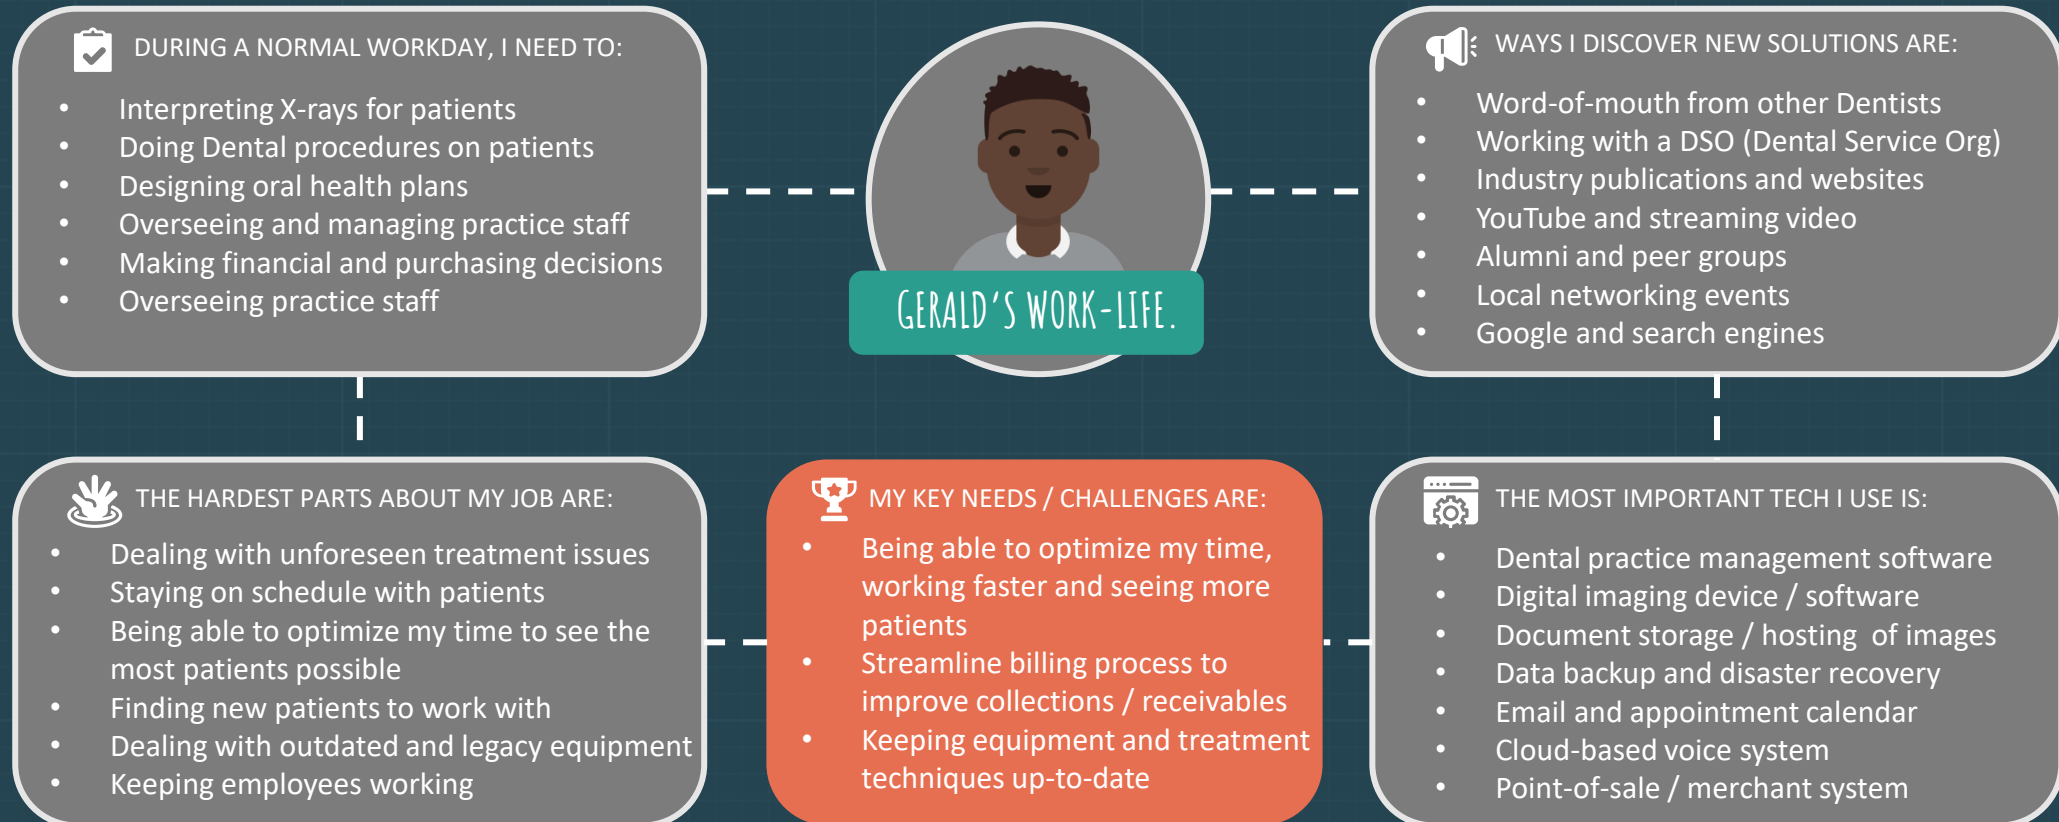 DURING A NORMAL WORKDAY, I NEED TO:
• Interpreting X-rays for patients
• Doing Dental procedures on patients
• Designing oral health plans
• Overseeing and managing practice staff
• Making financial and purchasing decisions
• Overseeing practice staff
GERALD'S WORK-LIFE.
WAYS I DISCOVER NEW SOLUTIONS ARE:
• Word-of-mouth from other Dentists
• Working with a DSO (Dental Service Org)
• Industry publications and websites
• YouTube and streaming video
• Alumni and peer groups
• Local networking events
• Google and search engines
THE HARDEST PARTS ABOUT MY JOB ARE:
• Dealing with unforeseen treatment issues
• Staying on schedule with patients
• Being able to optimize my time to see the
most patients possible
• Finding new patients to work with
• Dealing with outdated and legacy equipment
• Keeping employees working
MY KEY NEEDS / CHALLENGES ARE:
• Being able to optimize my time,
working faster and seeing more
patients
• Streamline billing process to
improve collections / receivables
• Keeping equipment and treatment
techniques up-to-date
THE MOST IMPORTANT TECH I USE IS:
• Dental practice management software
• Digital imaging device / software
• Document storage / hosting of images
• Data backup and disaster recovery
• Email and appointment calendar
• Cloud-based voice system
• Point-of-sale / merchant system